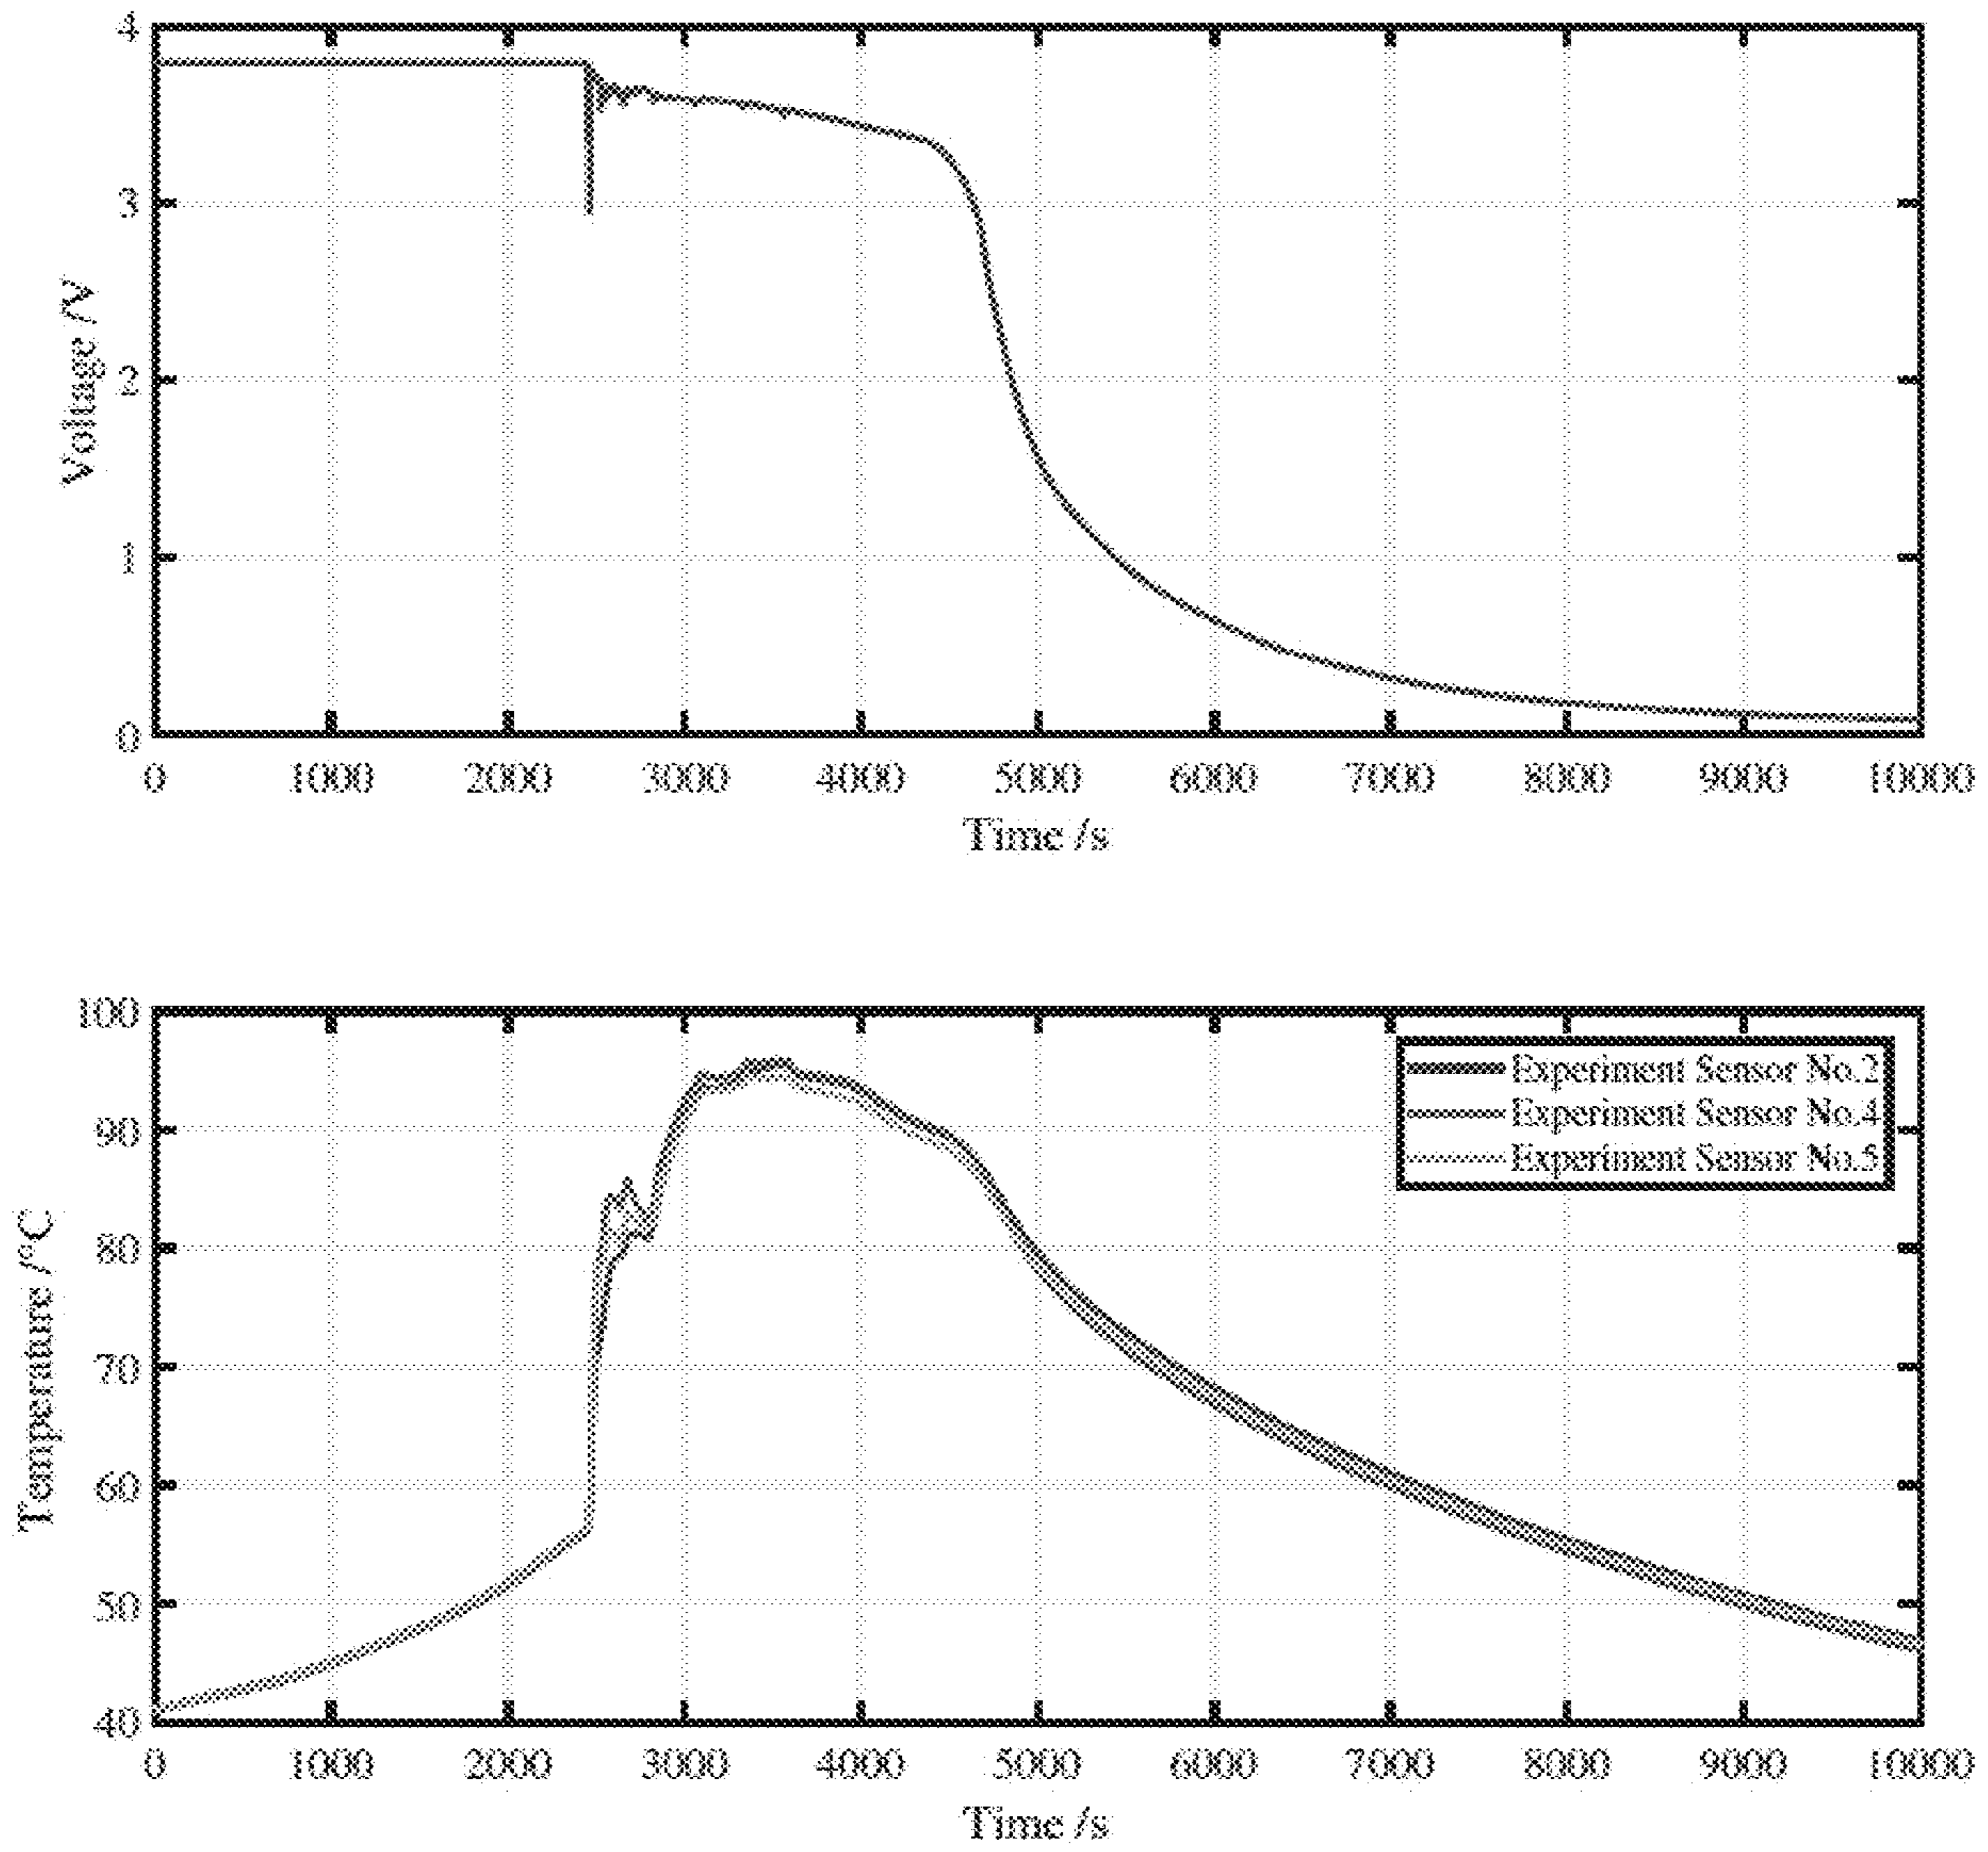 4
3
2
1
0
Voltage /V
0 1000 2000 3000 4000 5000 6000 7000 8000 9000 10000
Time /s
100
90
80
70
60
50
40
Temperature /°C
Experiment Sensor No.2
Experiment Sensor No.4
Experiment Sensor No.5
0 1000 2000 3000 4000 5000 6000 7000 8000 9000 10000
Time /s